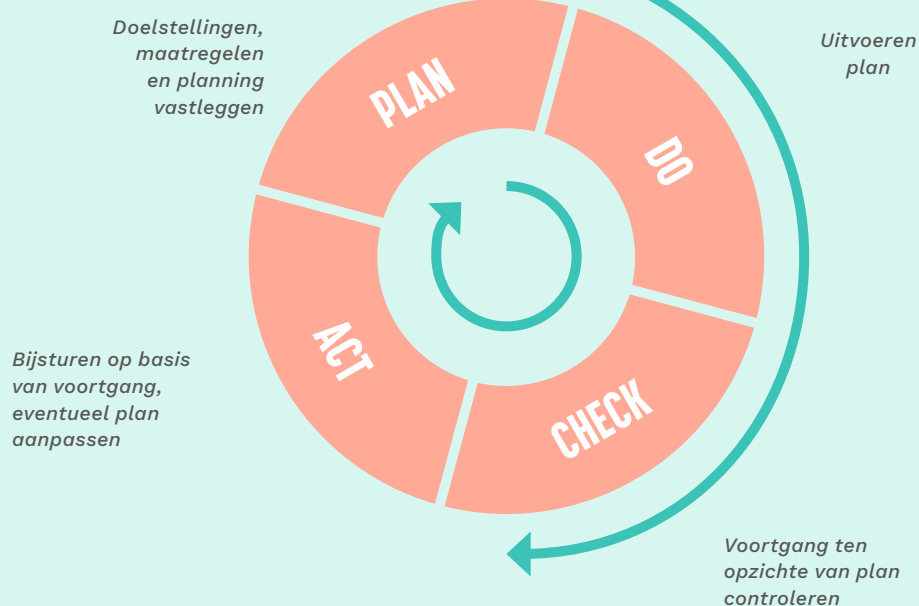 Doelstellingen,
maatregelen
en planning
vastleggen
PLAN
Uitvoeren
plan
DO
ACT
Bijsturen op basis
van voortgang,
eventueel plan
aanpassen
CHECK
Voortgang ten
opzichte van plan
controleren